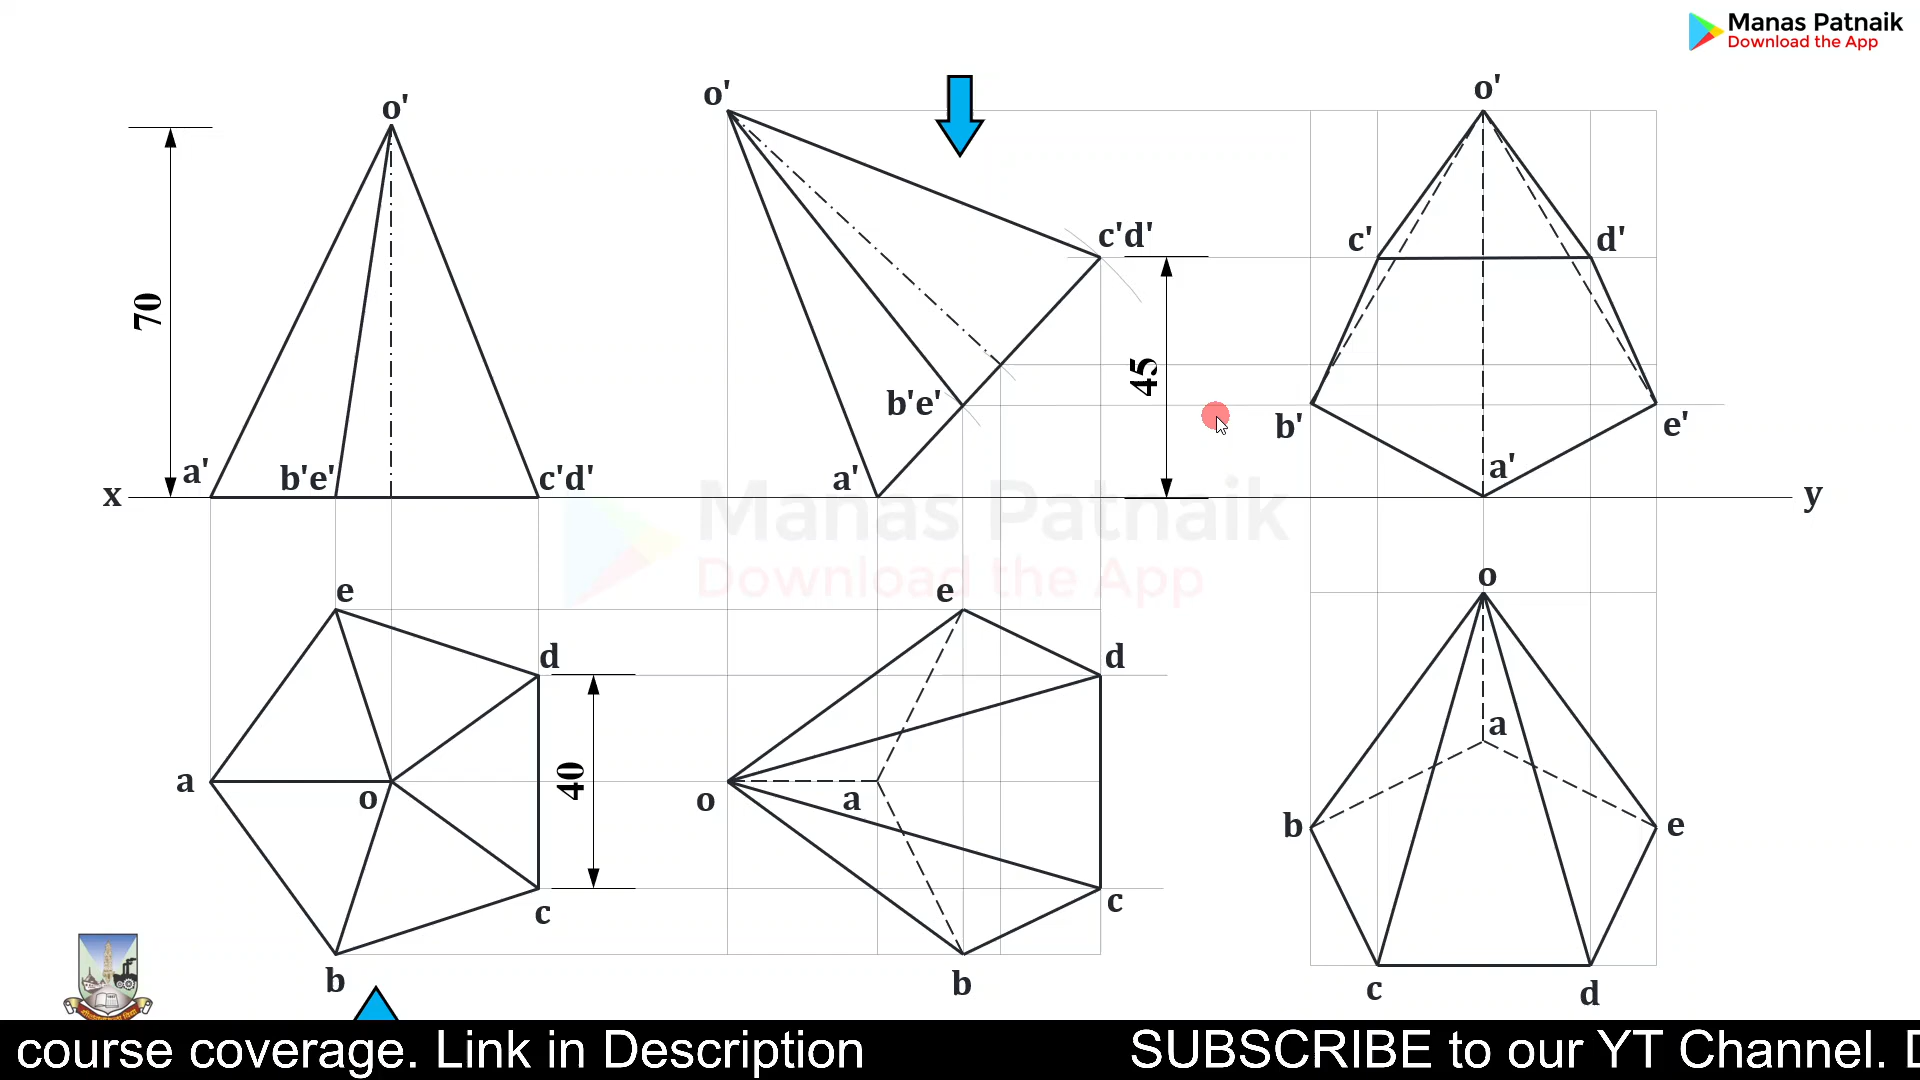 Manas Patnaik
Download the App
o' o' o'
c'd' c' d'
70
45
b'e' b' e'
a' b'e' c'd' a' a'
x y
Manas Patnaik
Download the App
e e o
d d
a
a o 40 o a
b e
c c
b b c d
course coverage. Link in Description SUBSCRIBE to our YT Channel. D